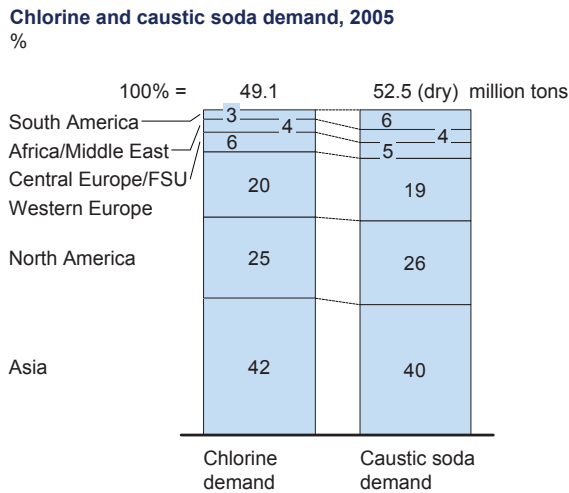 Chlorine and caustic soda demand, 2005
%
100% = 49.1 52.5 (dry) million tons
South America 3 6
Africa/Middle East 4 4
Central Europe/FSU 6 5
Western Europe 20 19
North America 25 26
Asia 42 40
Chlorine demand
Caustic soda demand